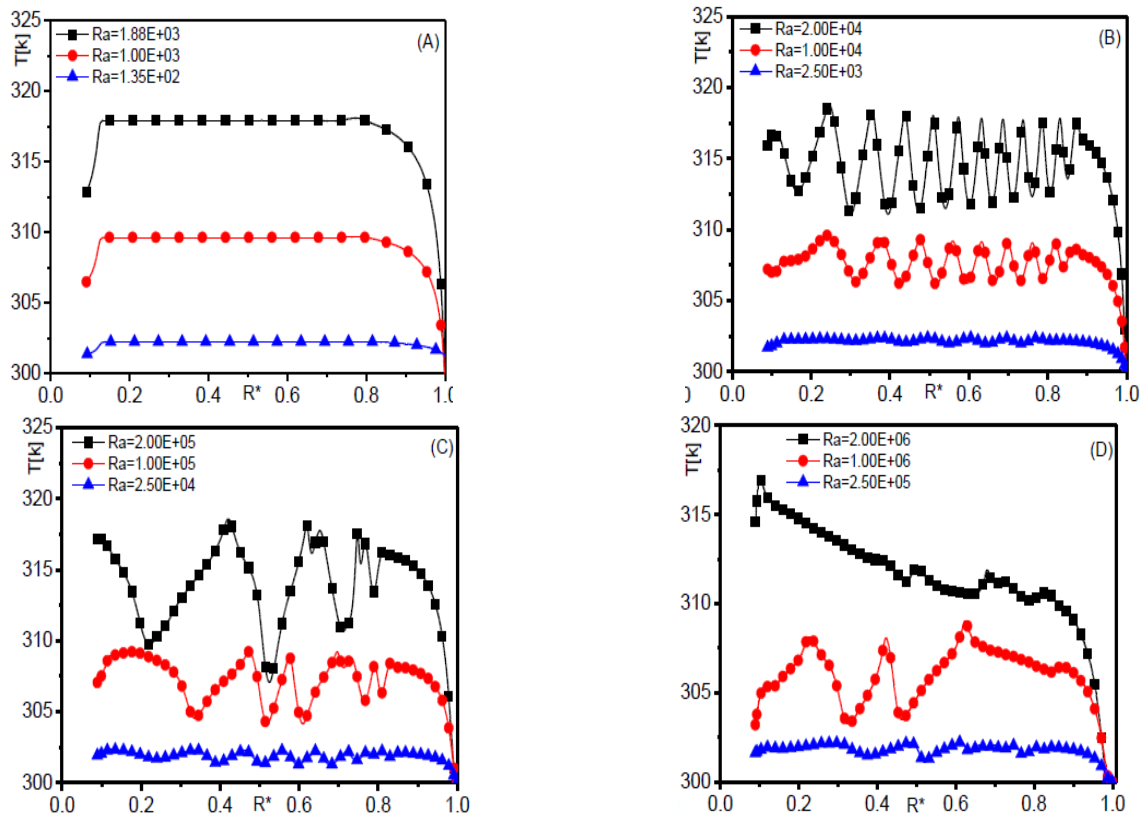 325
T[k]
Ra=1.88E+03
Ra=1.00E+03
Ra=1.35E+02
(A)
320
315
310
305
300
0.0 0.2 0.4 R* 0.6 0.8 1.0
325
T[k]
Ra=2.00E+04
Ra=1.00E+04
Ra=2.50E+03
(B)
320
315
310
305
300
0 0.2 0.4 R* 0.6 0.8 1.0
325
T[k]
Ra=2.00E+05
Ra=1.00E+05
Ra=2.50E+04
(C)
320
315
310
305
300
0.0 0.2 0.4 R* 0.6 0.8 1.0
320
T[k]
Ra=2.00E+06
Ra=1.00E+06
Ra=2.50E+05
(D)
315
310
305
300
0.0 0.2 0.4 R* 0.6 0.8 1.0